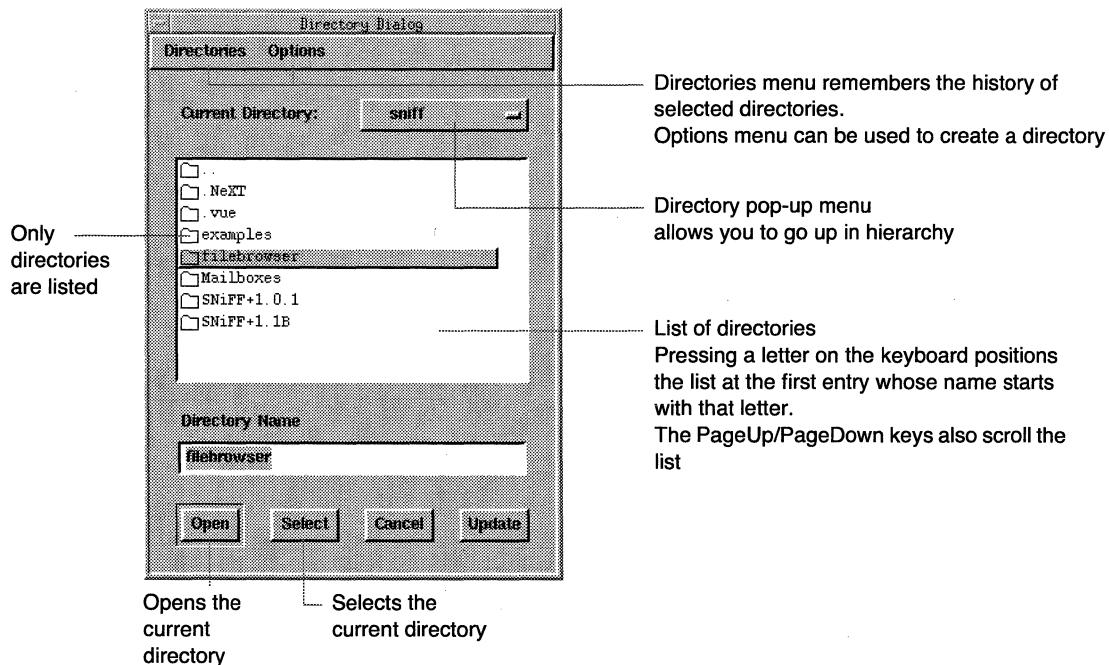 Directory Dialog
Directories Options
Current Directory: sniff
..
.NeXT
.vue
examples
filebrowser
Mailboxes
SNiFF+1.0.1
SNiFF+1.1B
Directory Name
filebrowser
Open Select Cancel Update
Only
directories
are listed
Directories menu remembers the history of
selected directories.
Options menu can be used to create a directory
Directory pop-up menu
allows you to go up in hierarchy
List of directories
Pressing a letter on the keyboard positions
the list at the first entry whose name starts
with that letter.
The PageUp/PageDown keys also scroll the
list
Opens the
current
directory
Selects the
current directory